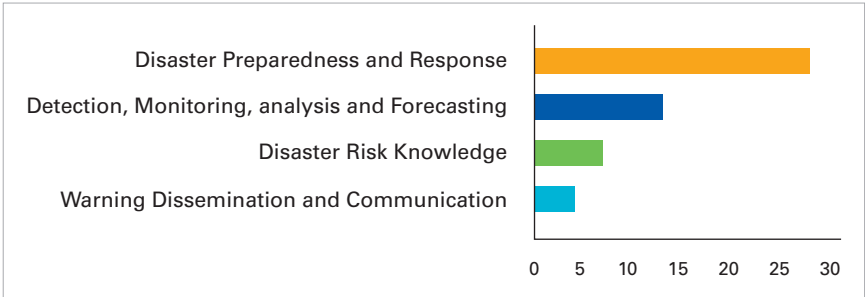 Disaster Preparedness and Response
Detection, Monitoring, analysis and Forecasting
Disaster Risk Knowledge
Warning Dissemination and Communication
0 5 10 15 20 25 30